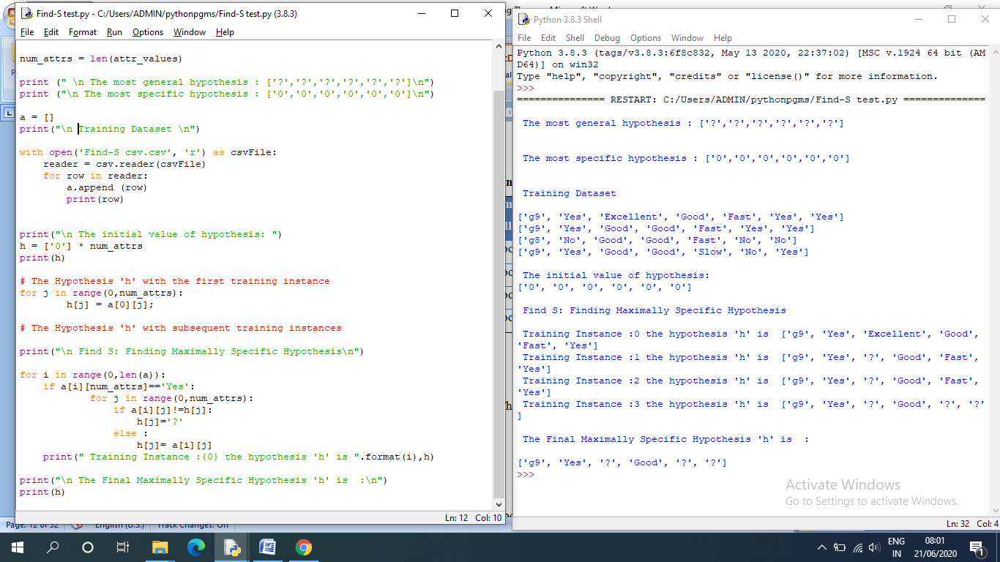 Find-S test.py - C:/Users/ADMIN/pythonpgms/Find-S test.py (3.8.3)
File Edit Format Run Options Window Help
num_attrs = len(attr_values)
print (" \n The most general hypothesis : ['?','?','?','?','?','?']\n")
print ("\n The most specific hypothesis : ['0','0','0','0','0','0']\n")
a = []
print("\n Training Dataset \n")
with open('Find-S csv.csv', 'r') as csvFile:
    reader = csv.reader(csvFile)
    for row in reader:
        a.append (row)
        print(row)
print("\n The initial value of hypothesis: ")
h = ['0'] * num_attrs
print(h)
# The Hypothesis 'h' with the first training instance
for j in range(0,num_attrs):
        h[j] = a[0][j];
# The Hypothesis 'h' with subsequent training instances
print("\n Find S: Finding Maximally Specific Hypothesis\n")
for i in range(0,len(a)):
    if a[i][num_attrs]=='Yes':
            for j in range(0,num_attrs):
                if a[i][j]!=h[j]:
                    h[j]='?'
                else :
                    h[j]= a[i][j]
    print(" Training Instance :{0} the hypothesis 'h' is ".format(i),h)
print("\n The Final Maximally Specific Hypothesis 'h' is  :\n")
print(h)
Ln: 12 Col: 10
Python 3.8.3 Shell
File Edit Shell Debug Options Window Help
Python 3.8.3 (tags/v3.8.3:6f8c832, May 13 2020, 22:37:02) [MSC v.1924 64 bit (AM
D64)] on win32
Type "help", "copyright", "credits" or "license()" for more information.
>>>
=============== RESTART: C:/Users/ADMIN/pythonpgms/Find-S test.py ==============
 The most general hypothesis : ['?','?','?','?','?','?']
 The most specific hypothesis : ['0','0','0','0','0','0']
 Training Dataset
['g9', 'Yes', 'Excellent', 'Good', 'Fast', 'Yes', 'Yes']
['g9', 'Yes', 'Good', 'Good', 'Fast', 'Yes', 'Yes']
['g8', 'No', 'Good', 'Good', 'Fast', 'No', 'No']
['g9', 'Yes', 'Good', 'Good', 'Slow', 'No', 'Yes']
 The initial value of hypothesis:
['0', '0', '0', '0', '0', '0']
 Find S: Finding Maximally Specific Hypothesis
 Training Instance :0 the hypothesis 'h' is  ['g9', 'Yes', 'Excellent', 'Good',
'Fast', 'Yes']
 Training Instance :1 the hypothesis 'h' is  ['g9', 'Yes', '?', 'Good', 'Fast',
'Yes']
 Training Instance :2 the hypothesis 'h' is  ['g9', 'Yes', '?', 'Good', 'Fast',
'Yes']
 Training Instance :3 the hypothesis 'h' is  ['g9', 'Yes', '?', 'Good', '?', '?'
]
 The Final Maximally Specific Hypothesis 'h' is  :
['g9', 'Yes', '?', 'Good', '?', '?']
>>>
Activate Windows
Go to Settings to activate Windows.
Ln: 32 Col: 4
Page: 12 of 32 English (U.S.) Track Changes: On
ENG
IN
08:01
21/06/2020
1